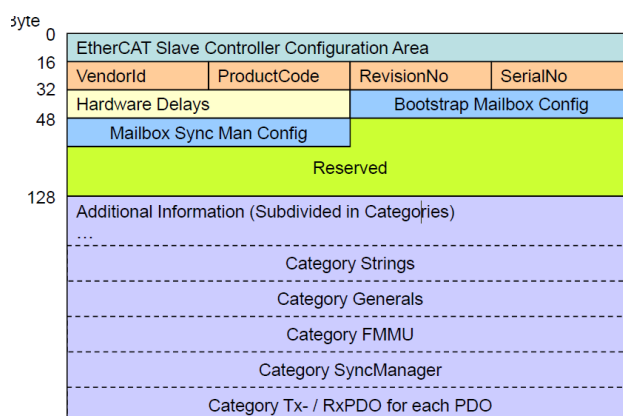 Byte
0
EtherCAT Slave Controller Configuration Area
16
VendorId ProductCode RevisionNo SerialNo
32
Hardware Delays Bootstrap Mailbox Config
48
Mailbox Sync Man Config
Reserved
128
Additional Information (Subdivided in Categories)
...
Category Strings
Category Generals
Category FMMU
Category SyncManager
Category Tx- / RxPDO for each PDO